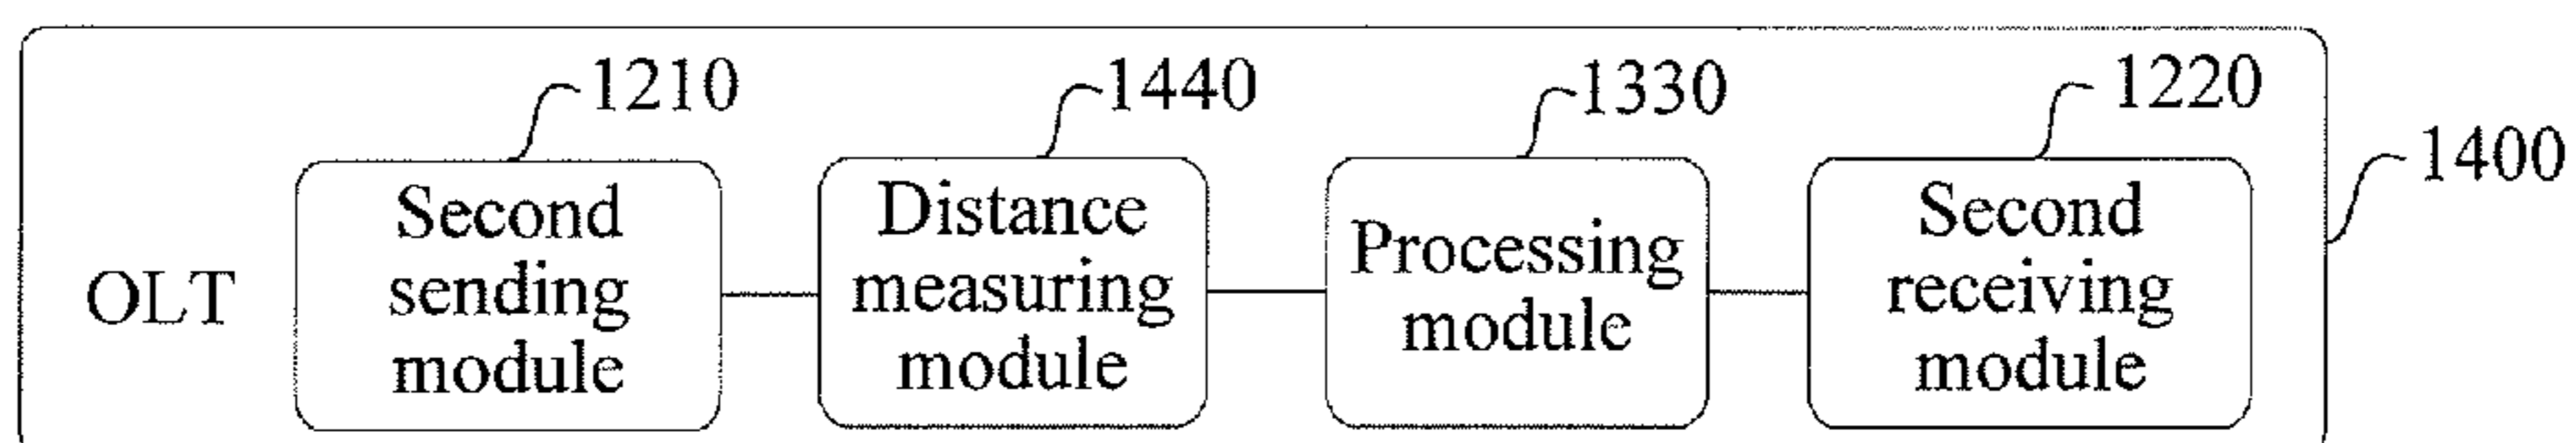 1210
1440
1330
1220
1400
OLT
Second
sending
module
Distance
measuring
module
Processing
module
Second
receiving
module